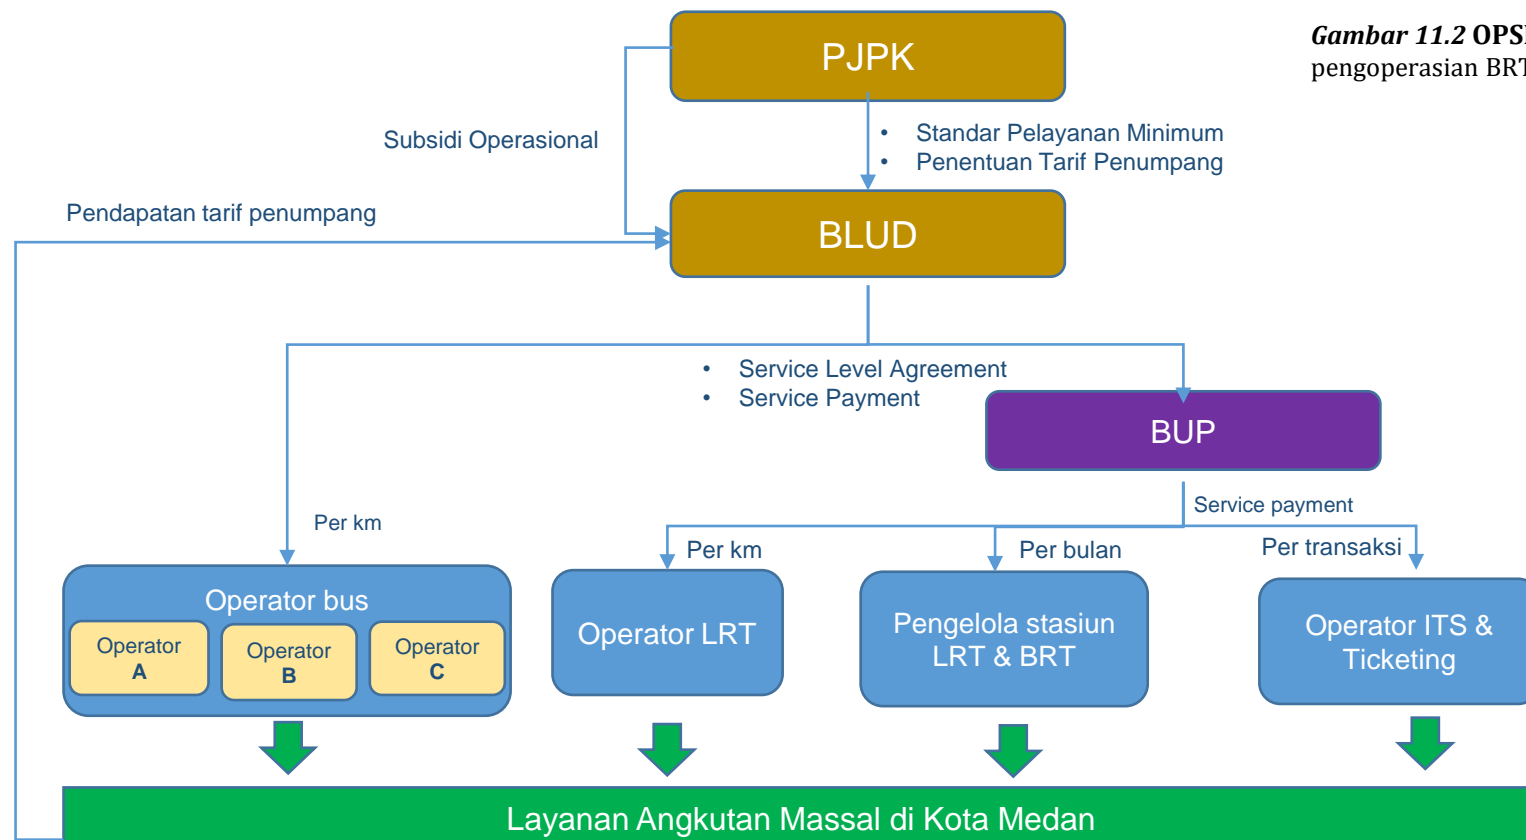 PJPK
Gambar 11.2 OPSI
pengoperasian BRT
Subsidi Operasional
• Standar Pelayanan Minimum
• Penentuan Tarif Penumpang
Pendapatan tarif penumpang
BLUD
• Service Level Agreement
• Service Payment
BUP
Service payment
Per km
Per km
Per bulan
Per transaksi
Operator bus
Operator
A
Operator
B
Operator
C
Operator LRT
Pengelola stasiun
LRT & BRT
Operator ITS &
Ticketing
Layanan Angkutan Massal di Kota Medan